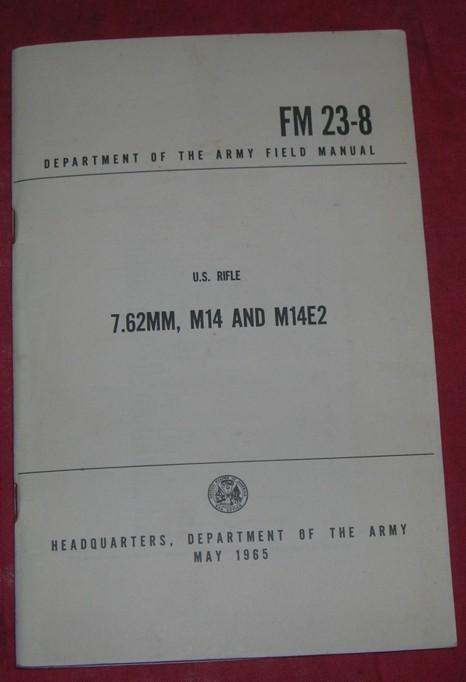 FM 23-8
DEPARTMENT OF THE ARMY FIELD MANUAL
U.S. RIFLE
7.62MM, M14 AND M14E2
HEADQUARTERS, DEPARTMENT OF THE ARMY
MAY 1965